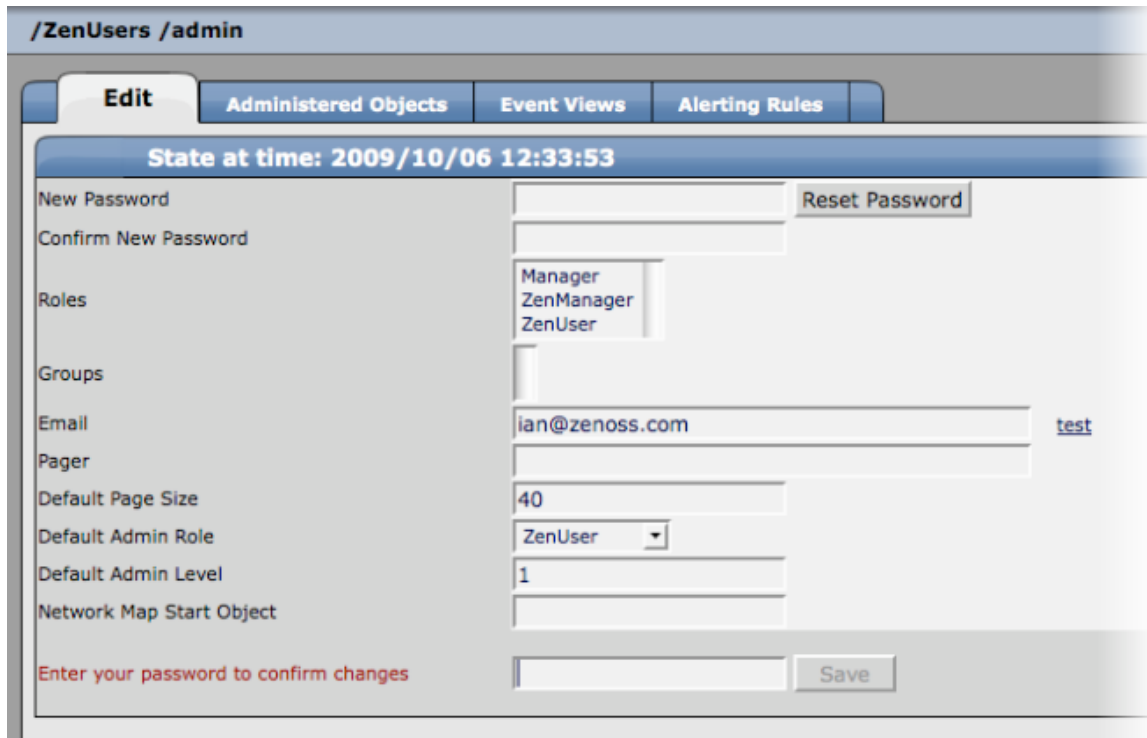 /ZenUsers /admin
Edit Administered Objects Event Views Alerting Rules
State at time: 2009/10/06 12:33:53
New Password Reset Password
Confirm New Password
Roles Manager
ZenManager
ZenUser
Groups
Email ian@zenoss.com test
Pager
Default Page Size 40
Default Admin Role ZenUser
Default Admin Level 1
Network Map Start Object
Enter your password to confirm changes Save